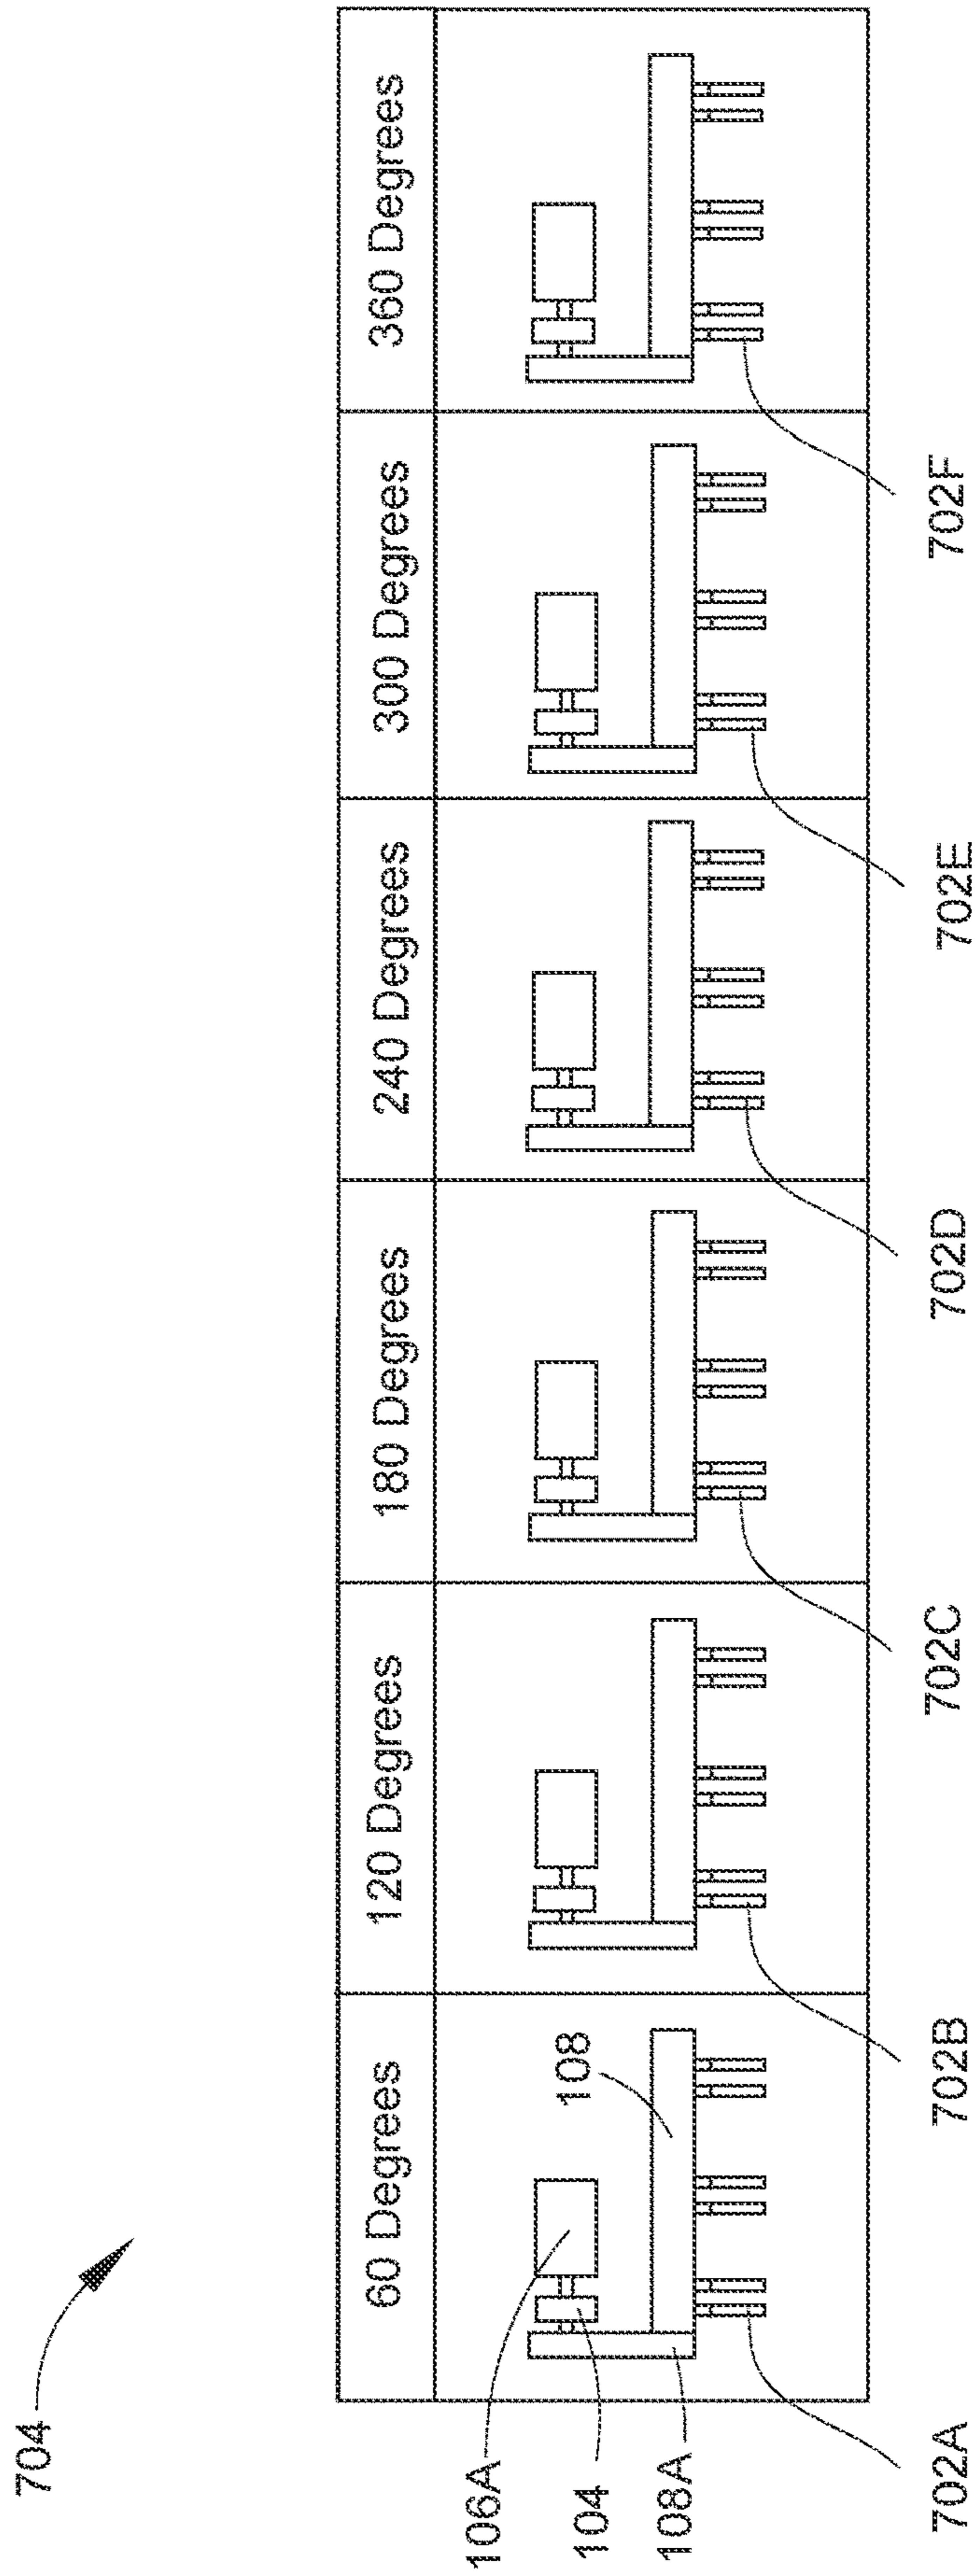 704
60 Degrees
120 Degrees
180 Degrees
240 Degrees
300 Degrees
360 Degrees
106A
104
108A
108
702A
702B
702C
702D
702E
702F